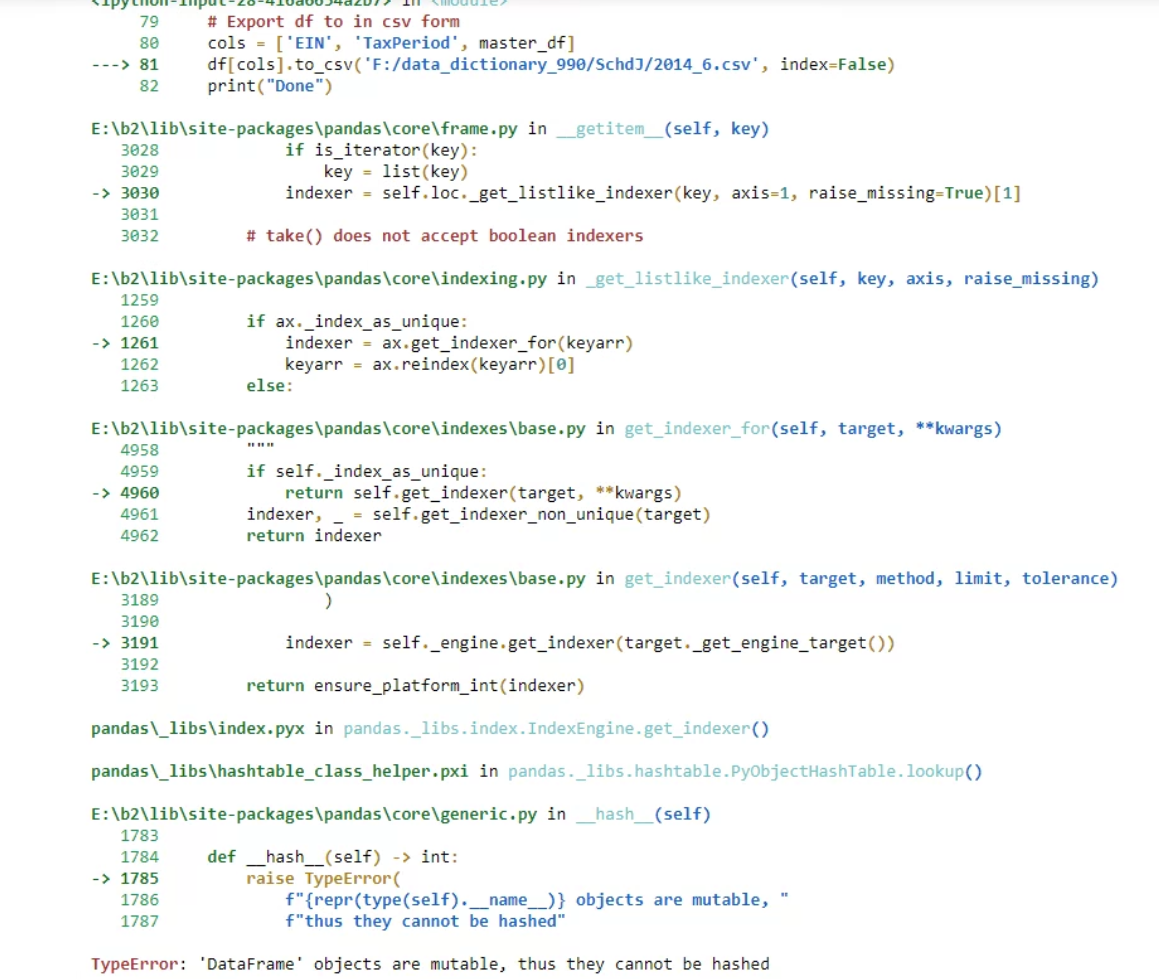 79 # Export df to in csv form
80 cols = ['EIN', 'TaxPeriod', master_df]
---> 81 df[cols].to_csv('F:/data_dictionary_990/SchdJ/2014_6.csv', index=False)
82 print("Done")
E:\b2\lib\site-packages\pandas\core\frame.py in __getitem__(self, key)
3028 if is_iterator(key):
3029 key = list(key)
-> 3030 indexer = self.loc._get_listlike_indexer(key, axis=1, raise_missing=True)[1]
3031
3032 # take() does not accept boolean indexers
E:\b2\lib\site-packages\pandas\core\indexing.py in _get_listlike_indexer(self, key, axis, raise_missing)
1259
1260 if ax._index_as_unique:
-> 1261 indexer = ax.get_indexer_for(keyarr)
1262 keyarr = ax.reindex(keyarr)[0]
1263 else:
E:\b2\lib\site-packages\pandas\core\indexes\base.py in get_indexer_for(self, target, **kwargs)
4958 """
4959 if self._index_as_unique:
-> 4960 return self.get_indexer(target, **kwargs)
4961 indexer, _ = self.get_indexer_non_unique(target)
4962 return indexer
E:\b2\lib\site-packages\pandas\core\indexes\base.py in get_indexer(self, target, method, limit, tolerance)
3189 )
3190
-> 3191 indexer = self._engine.get_indexer(target._get_engine_target())
3192
3193 return ensure_platform_int(indexer)
pandas\_libs\index.pyx in pandas._libs.index.IndexEngine.get_indexer()
pandas\_libs\hashtable_class_helper.pxi in pandas._libs.hashtable.PyObjectHashTable.lookup()
E:\b2\lib\site-packages\pandas\core\generic.py in __hash__(self)
1783
1784 def __hash__(self) -> int:
-> 1785 raise TypeError(
1786 f"{repr(type(self).__name__)} objects are mutable, "
1787 f"thus they cannot be hashed"
TypeError: 'DataFrame' objects are mutable, thus they cannot be hashed